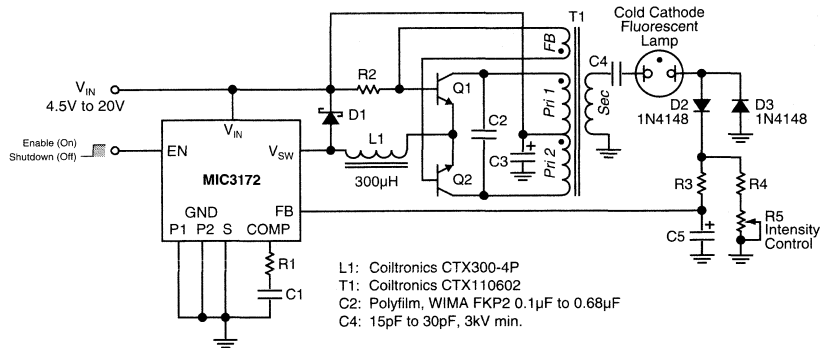 T1
Cold Cathode
Fluorescent
Lamp
FB
C4
R2
Q1
VIN
4.5V to 20V
D1
C2
Pri 1
Sec
D2
1N4148
D3
1N4148
Enable (On)
Shutdown (Off)
EN
VIN
VSW
L1
300µH
C3
+
Pri 2
MIC3172
Q2
R3
R4
GND
FB
P1
P2
S
COMP
R1
C1
C5
+
R5
Intensity
Control
L1: Coiltronics CTX300-4P
T1: Coiltronics CTX110602
C2: Polyfilm, WIMA FKP2 0.1µF to 0.68µF
C4: 15pF to 30pF, 3kV min.